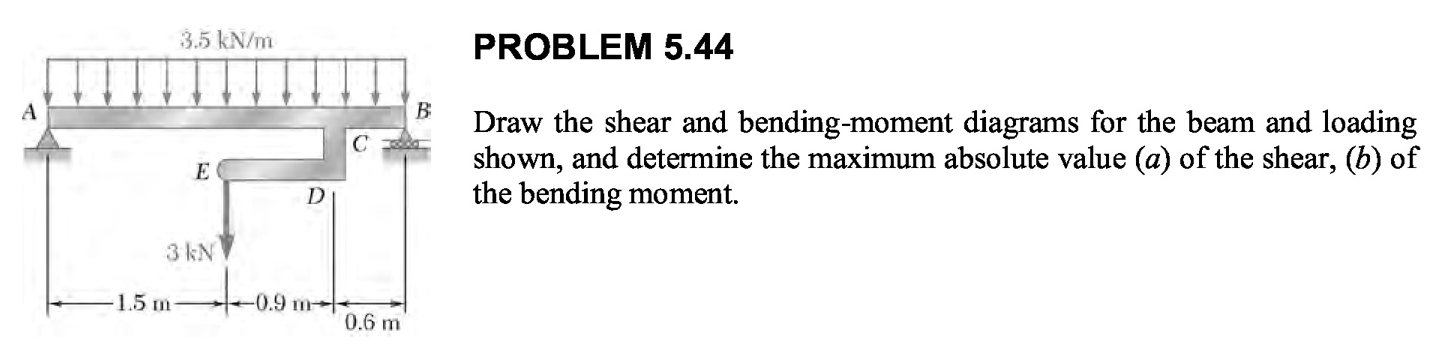 3.5 kN/m
A
B
C
E
D
3 kN
1.5 m
0.9 m
0.6 m
PROBLEM 5.44
Draw the shear and bending-moment diagrams for the beam and loading
shown, and determine the maximum absolute value (a) of the shear, (b) of
the bending moment.